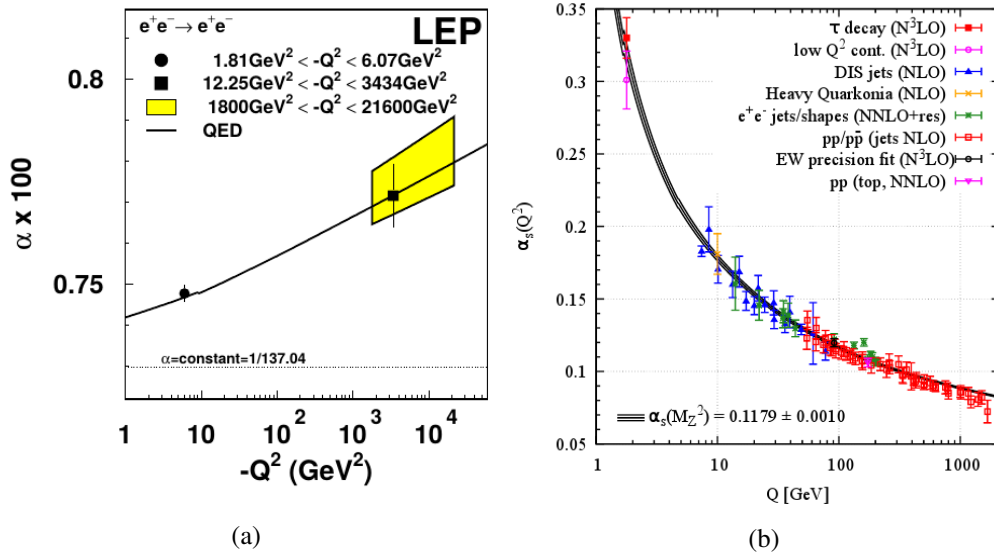 e⁺e⁻→ e⁺e⁻
LEP
1.81GeV² < -Q² < 6.07GeV²
12.25GeV² < -Q² < 3434GeV²
1800GeV² < -Q² < 21600GeV²
QED
0.8
0.75
α x 100
α=constant=1/137.04
1 10 10² 10³ 10⁴
-Q² (GeV²)
(a)
0.35
0.3
0.25
0.2
0.15
0.1
0.05
αₛ(Q²)
τ decay (N³LO)
low Q² cont. (N³LO)
DIS jets (NLO)
Heavy Quarkonia (NLO)
e⁺e⁻ jets/shapes (NNLO+res)
pp/pp̅ (jets NLO)
EW precision fit (N³LO)
pp (top, NNLO)
αₛ(M_Z²) = 0.1179 ± 0.0010
1 10 100 1000
Q [GeV]
(b)